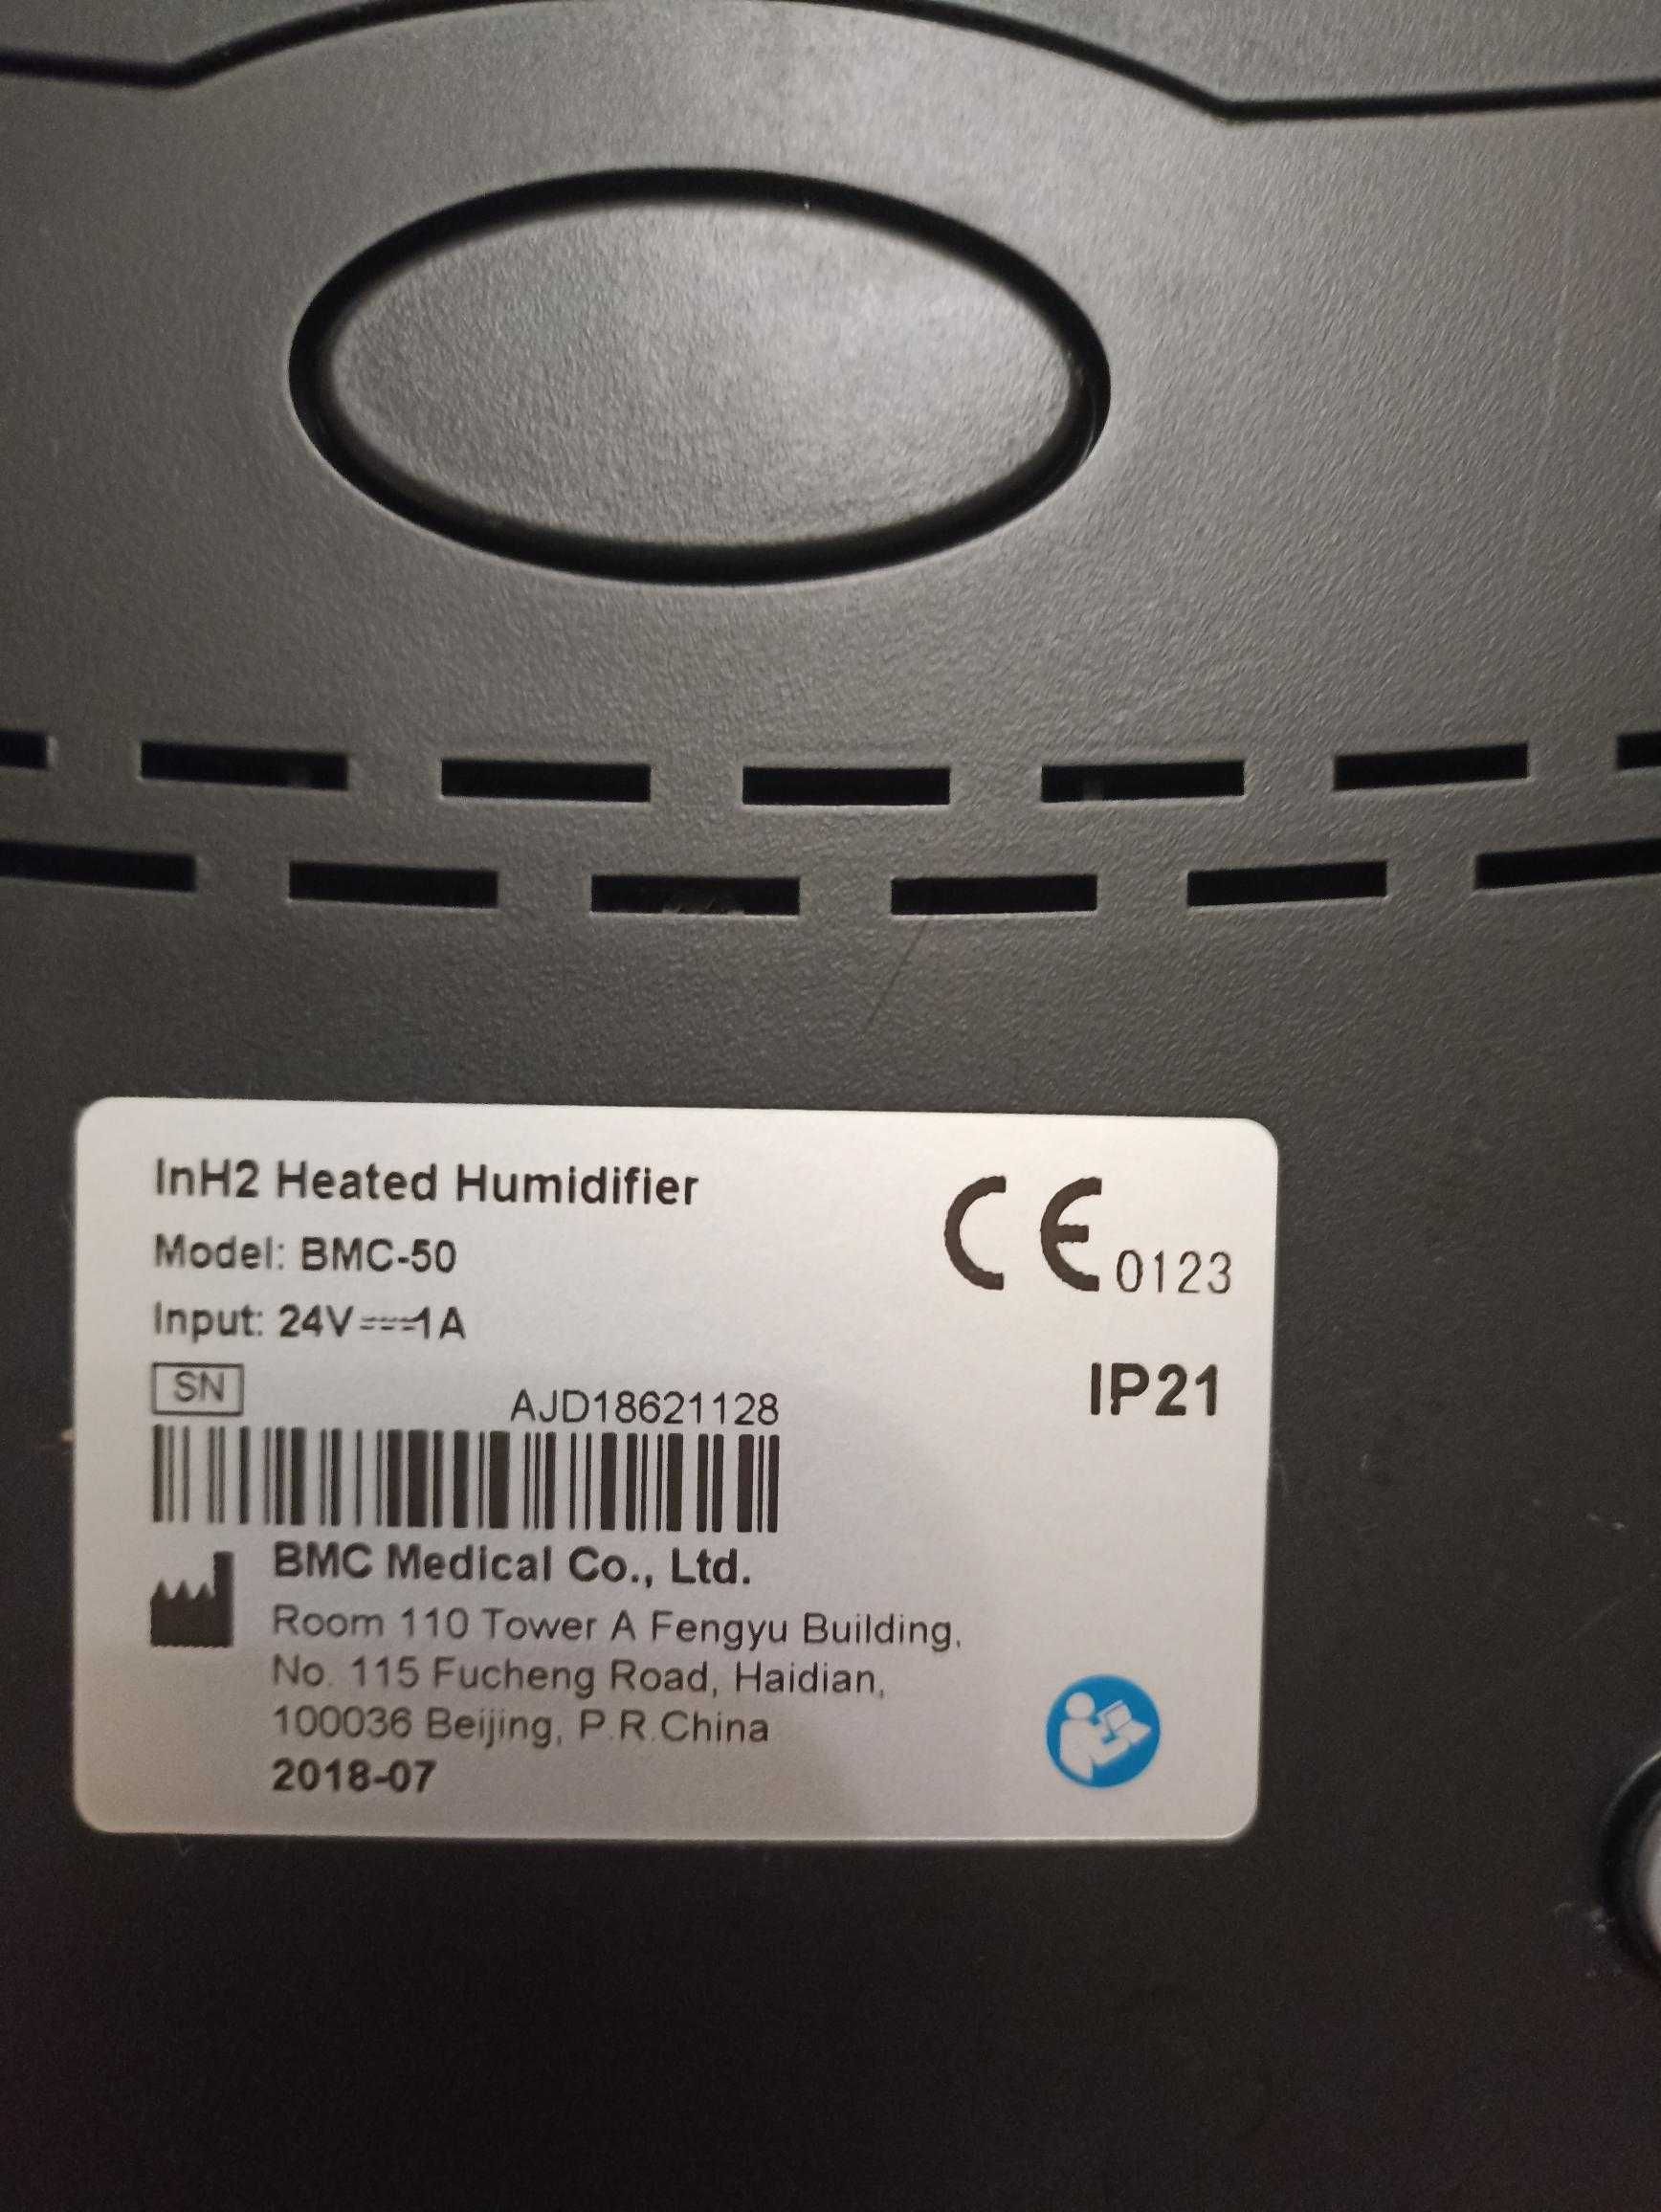 InH2 Heated Humidifier
Model: BMC-50
Input: 24V⎓1A
CE 0123
IP21
SN
AJD18621128
BMC Medical Co., Ltd.
Room 110 Tower A Fengyu Building,
No. 115 Fucheng Road, Haidian,
100036 Beijing, P.R.China
2018-07